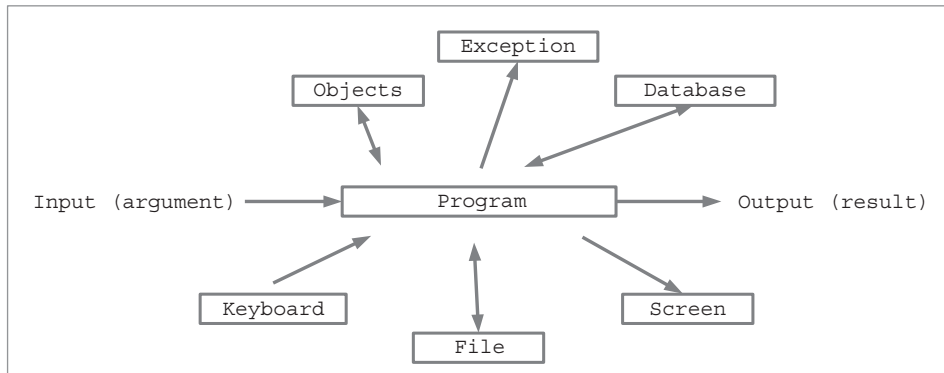 Exception
Objects
Database
Input (argument)
Program
Output (result)
Keyboard
Screen
File